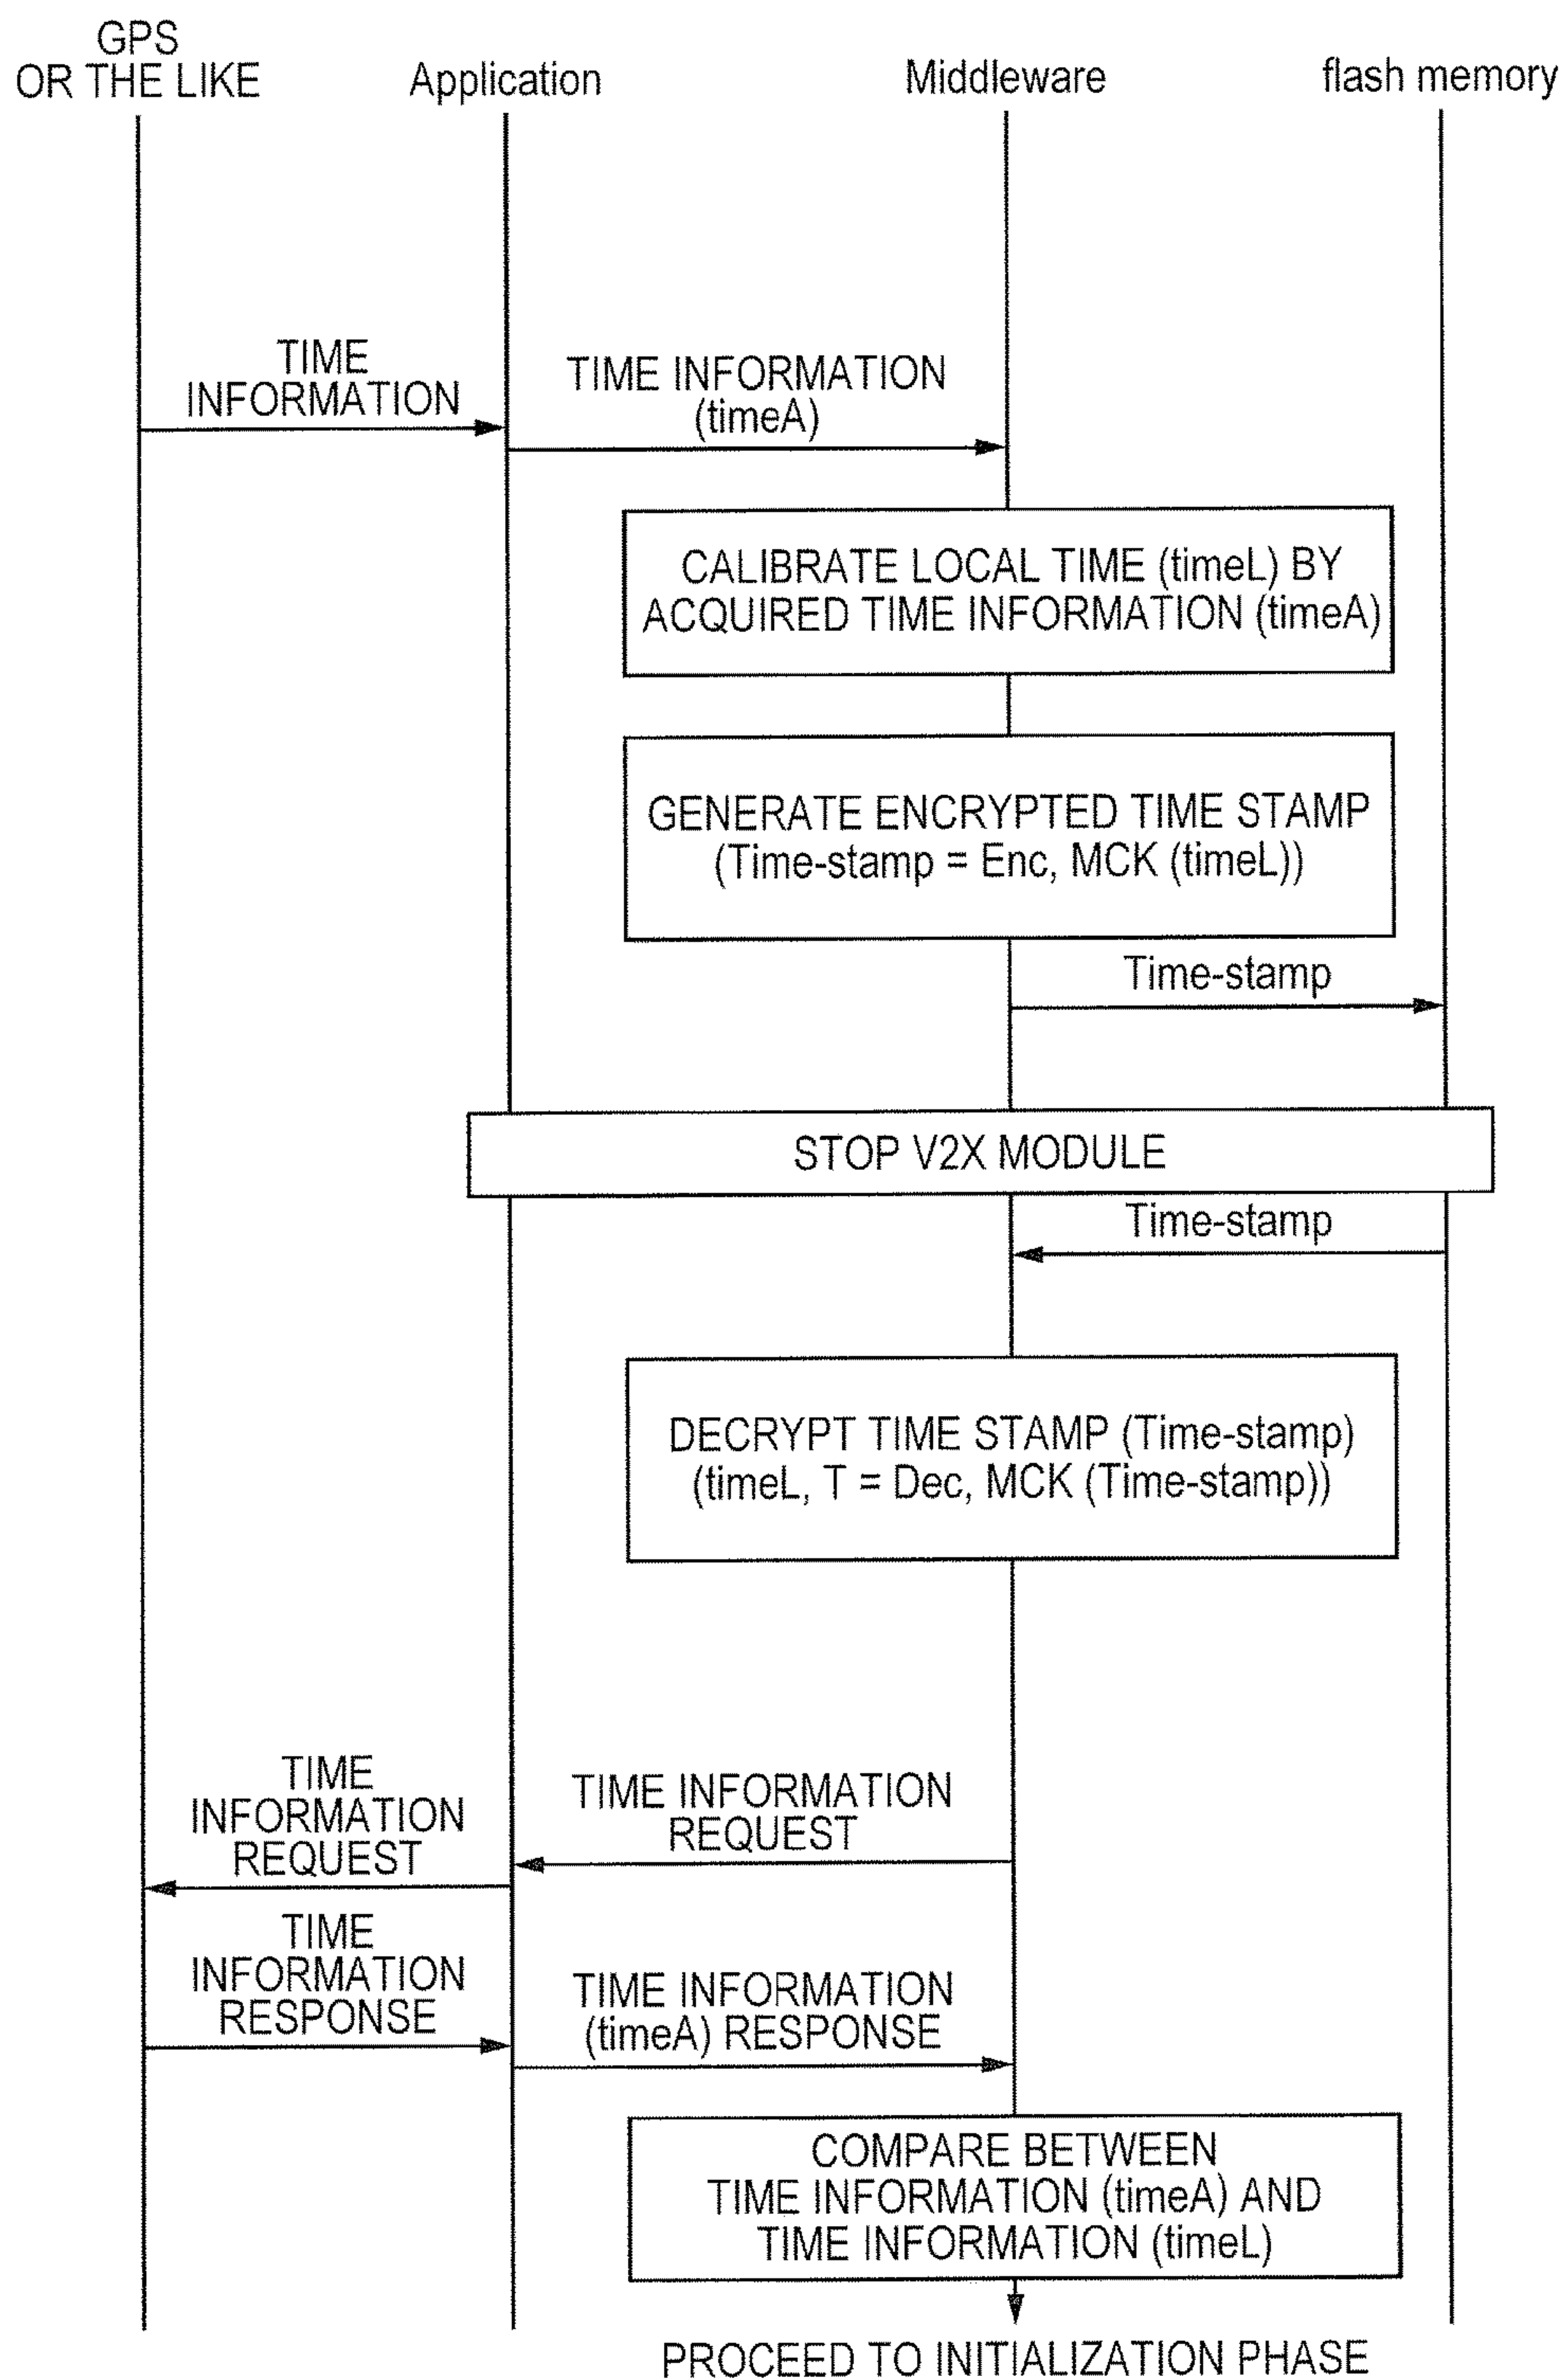 GPS
OR THE LIKE
Application
Middleware
flash memory
TIME
INFORMATION
TIME INFORMATION
(timeA)
CALIBRATE LOCAL TIME (timeL) BY
ACQUIRED TIME INFORMATION (timeA)
GENERATE ENCRYPTED TIME STAMP
(Time-stamp = Enc, MCK (timeL))
Time-stamp
STOP V2X MODULE
Time-stamp
DECRYPT TIME STAMP (Time-stamp)
(timeL, T = Dec, MCK (Time-stamp))
TIME
INFORMATION
REQUEST
TIME INFORMATION
REQUEST
TIME
INFORMATION
RESPONSE
TIME INFORMATION
(timeA) RESPONSE
COMPARE BETWEEN
TIME INFORMATION (timeA) AND
TIME INFORMATION (timeL)
PROCEED TO INITIALIZATION PHASE